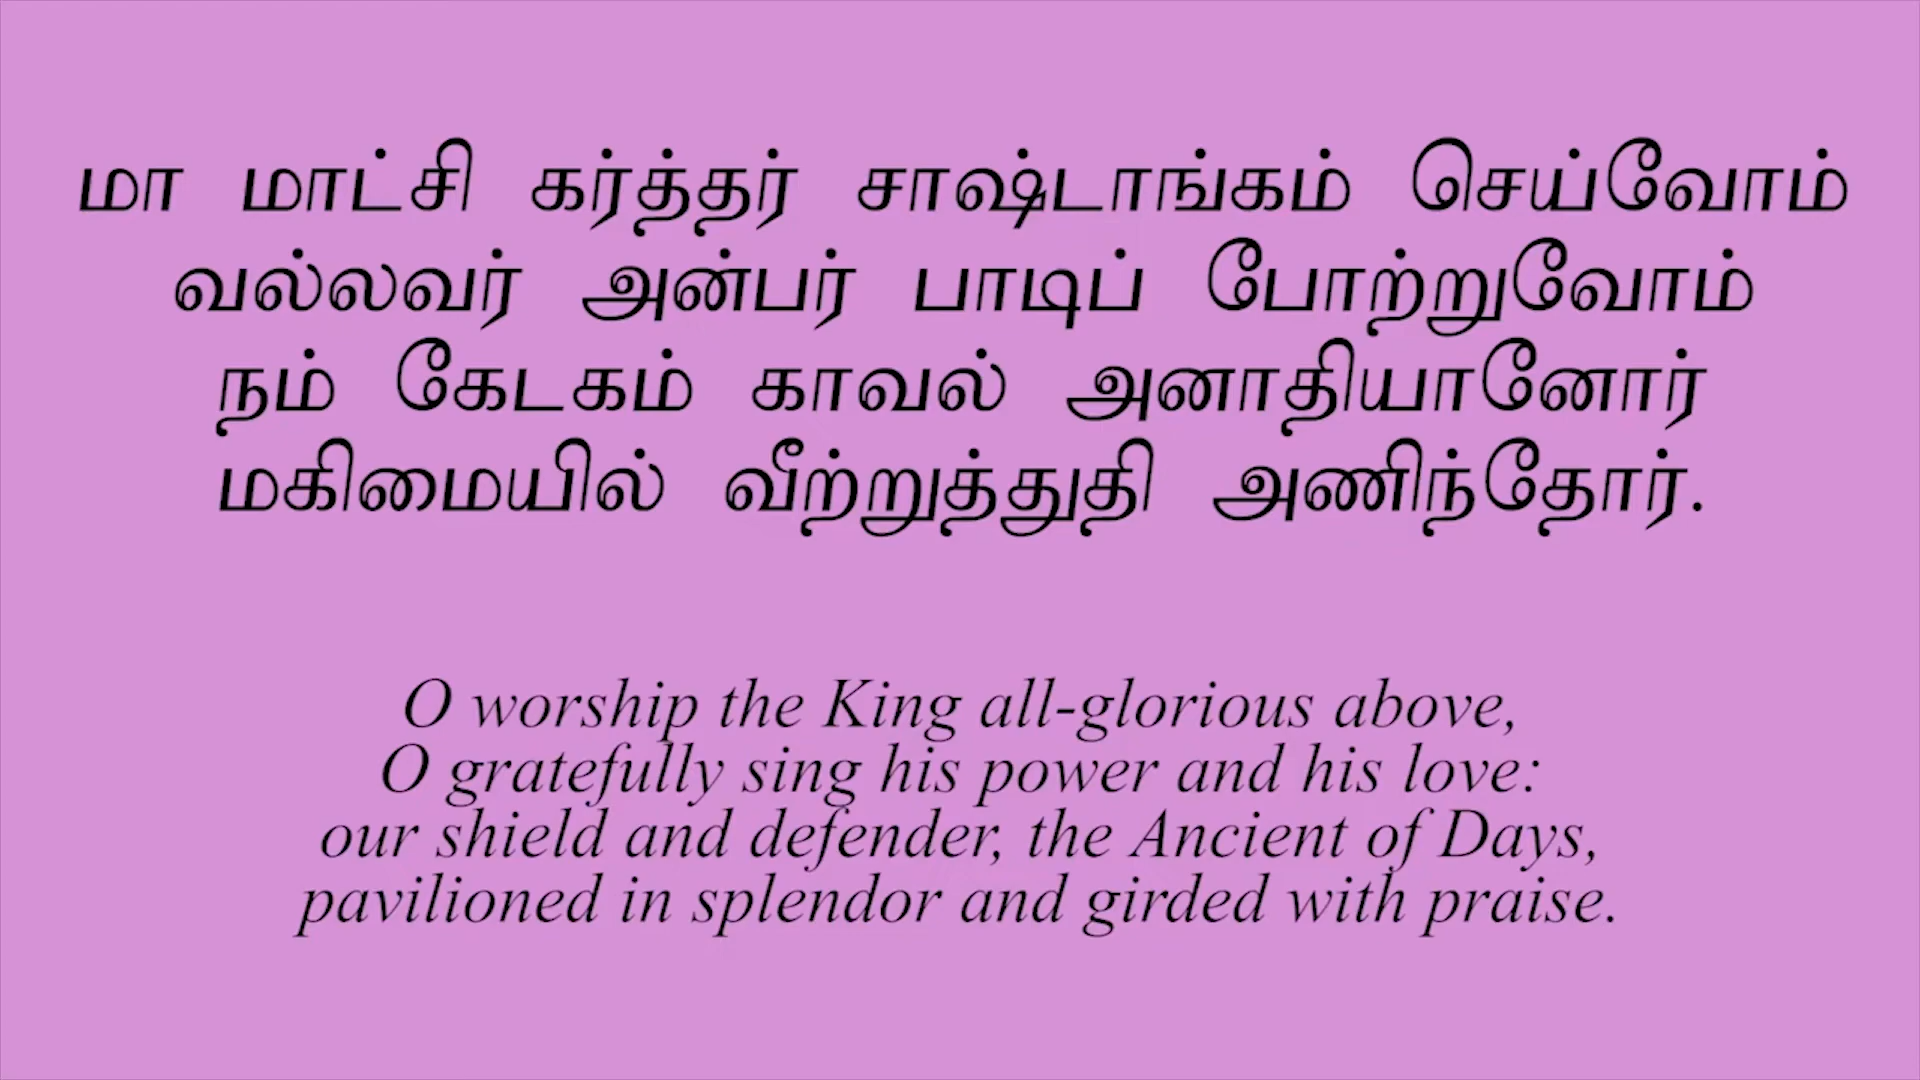 மா மாட்சி கர்த்தர் சாஷ்டாங்கம் செய்வோம்
வல்லவர் அன்பர் பாடிப் போற்றுவோம்
நம் கேடகம் காவல் அனாதியானோர்
மகிமையில் வீற்றுத்துதி அணிந்தோர்.
O worship the King all-glorious above,
O gratefully sing his power and his love:
our shield and defender, the Ancient of Days,
pavilioned in splendor and girded with praise.